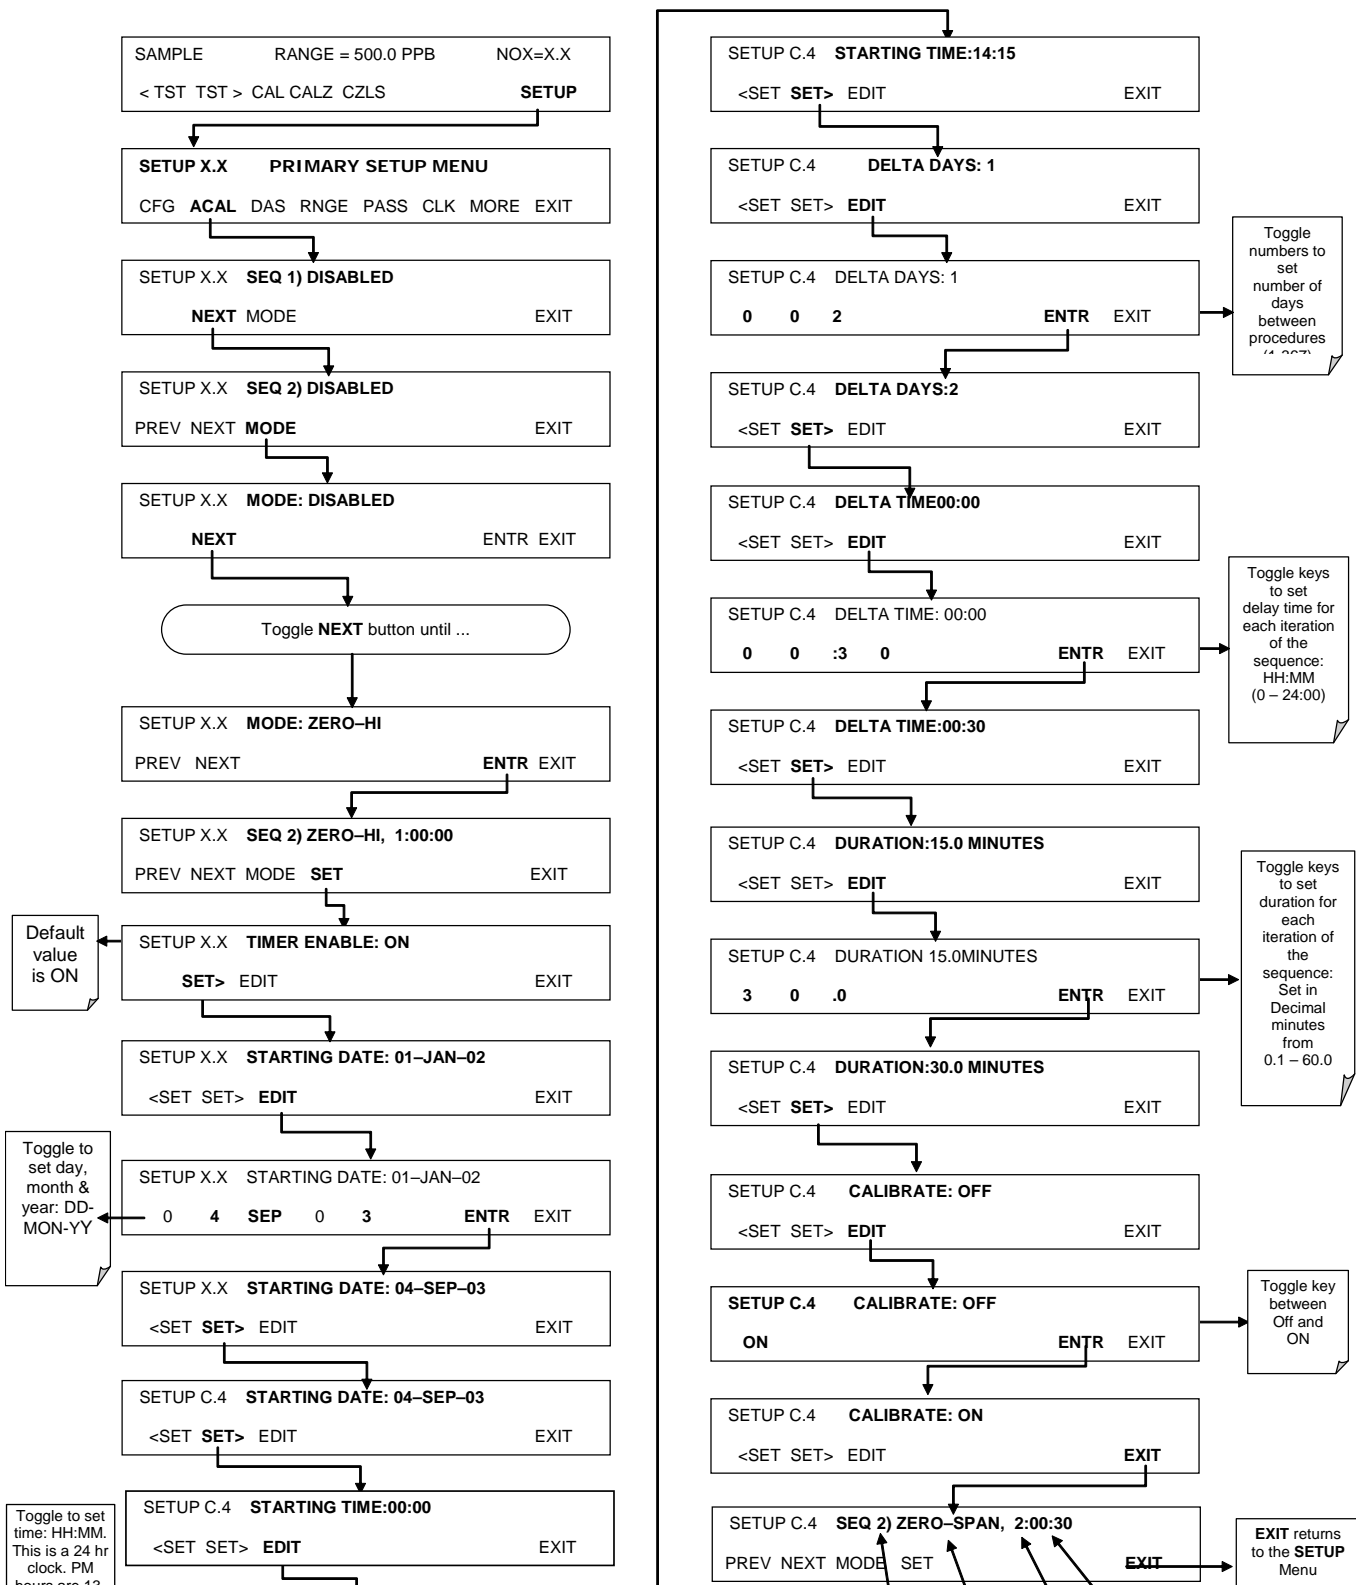 SAMPLE RANGE = 500.0 PPB NOX=X.X
< TST TST > CAL CALZ CZLS SETUP
SETUP X.X PRIMARY SETUP MENU
CFG ACAL DAS RNGE PASS CLK MORE EXIT
SETUP X.X SEQ 1) DISABLED
NEXT MODE EXIT
SETUP X.X SEQ 2) DISABLED
PREV NEXT MODE EXIT
SETUP X.X MODE: DISABLED
NEXT ENTR EXIT
Toggle NEXT button until ...
SETUP X.X MODE: ZERO–HI
PREV NEXT ENTR EXIT
SETUP X.X SEQ 2) ZERO–HI, 1:00:00
PREV NEXT MODE SET EXIT
Default
value
is ON
SETUP X.X TIMER ENABLE: ON
SET> EDIT EXIT
SETUP X.X STARTING DATE: 01–JAN–02
<SET SET> EDIT EXIT
Toggle to
set day,
month &
year: DD-
MON-YY
SETUP X.X STARTING DATE: 01–JAN–02
0 4 SEP 0 3 ENTR EXIT
SETUP X.X STARTING DATE: 04–SEP–03
<SET SET> EDIT EXIT
SETUP C.4 STARTING DATE: 04–SEP–03
<SET SET> EDIT EXIT
Toggle to set
time: HH:MM.
This is a 24 hr
clock. PM
hours are 13
SETUP C.4 STARTING TIME:00:00
<SET SET> EDIT EXIT
SETUP C.4 STARTING TIME:14:15
<SET SET> EDIT EXIT
SETUP C.4 DELTA DAYS: 1
<SET SET> EDIT EXIT
SETUP C.4 DELTA DAYS: 1
0 0 2 ENTR EXIT
Toggle
numbers to
set
number of
days
between
procedures
SETUP C.4 DELTA DAYS:2
<SET SET> EDIT EXIT
SETUP C.4 DELTA TIME00:00
<SET SET> EDIT EXIT
SETUP C.4 DELTA TIME: 00:00
0 0 :3 0 ENTR EXIT
Toggle keys
to set
delay time for
each iteration
of the
sequence:
HH:MM
(0 – 24:00)
SETUP C.4 DELTA TIME:00:30
<SET SET> EDIT EXIT
SETUP C.4 DURATION:15.0 MINUTES
<SET SET> EDIT EXIT
SETUP C.4 DURATION 15.0MINUTES
3 0 .0 ENTR EXIT
Toggle keys
to set
duration for
each
iteration of
the
sequence:
Set in
Decimal
minutes
from
0.1 – 60.0
SETUP C.4 DURATION:30.0 MINUTES
<SET SET> EDIT EXIT
SETUP C.4 CALIBRATE: OFF
<SET SET> EDIT EXIT
SETUP C.4 CALIBRATE: OFF
ON ENTR EXIT
Toggle key
between
Off and
ON
SETUP C.4 CALIBRATE: ON
<SET SET> EDIT EXIT
SETUP C.4 SEQ 2) ZERO–SPAN, 2:00:30
PREV NEXT MODE SET EXIT
EXIT returns
to the SETUP
Menu